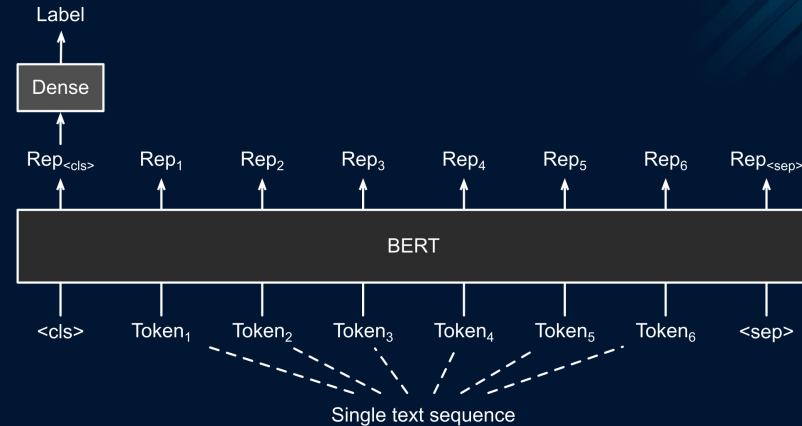 Label
Dense
Rep<cls> Rep1 Rep2 Rep3 Rep4 Rep5 Rep6 Rep<sep>
BERT
<cls> Token1 Token2 Token3 Token4 Token5 Token6 <sep>
Single text sequence